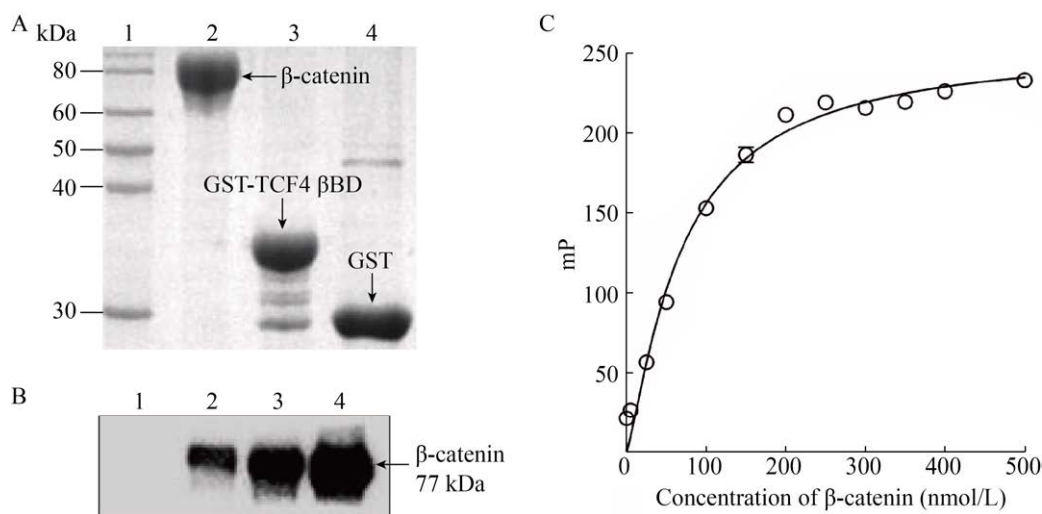 A
kDa 1 2 3 4
80
60
50
40
30
β-catenin
GST-TCF4 βBD
GST
B
1 2 3 4
β-catenin
77 kDa
C
250
200
150
100
50
mP
0 100 200 300 400 500
Concentration of β-catenin (nmol/L)